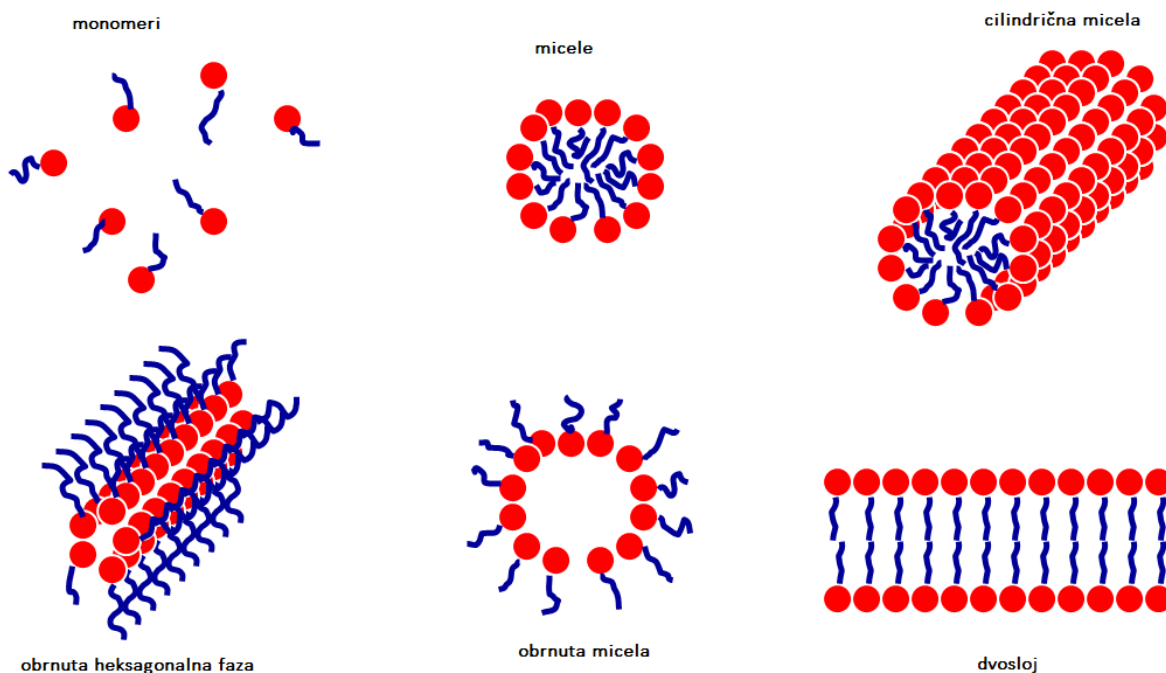 monomeri
micele
cilindrična micela
obrnuta heksagonalna faza
obrnuta micela
dvosloj